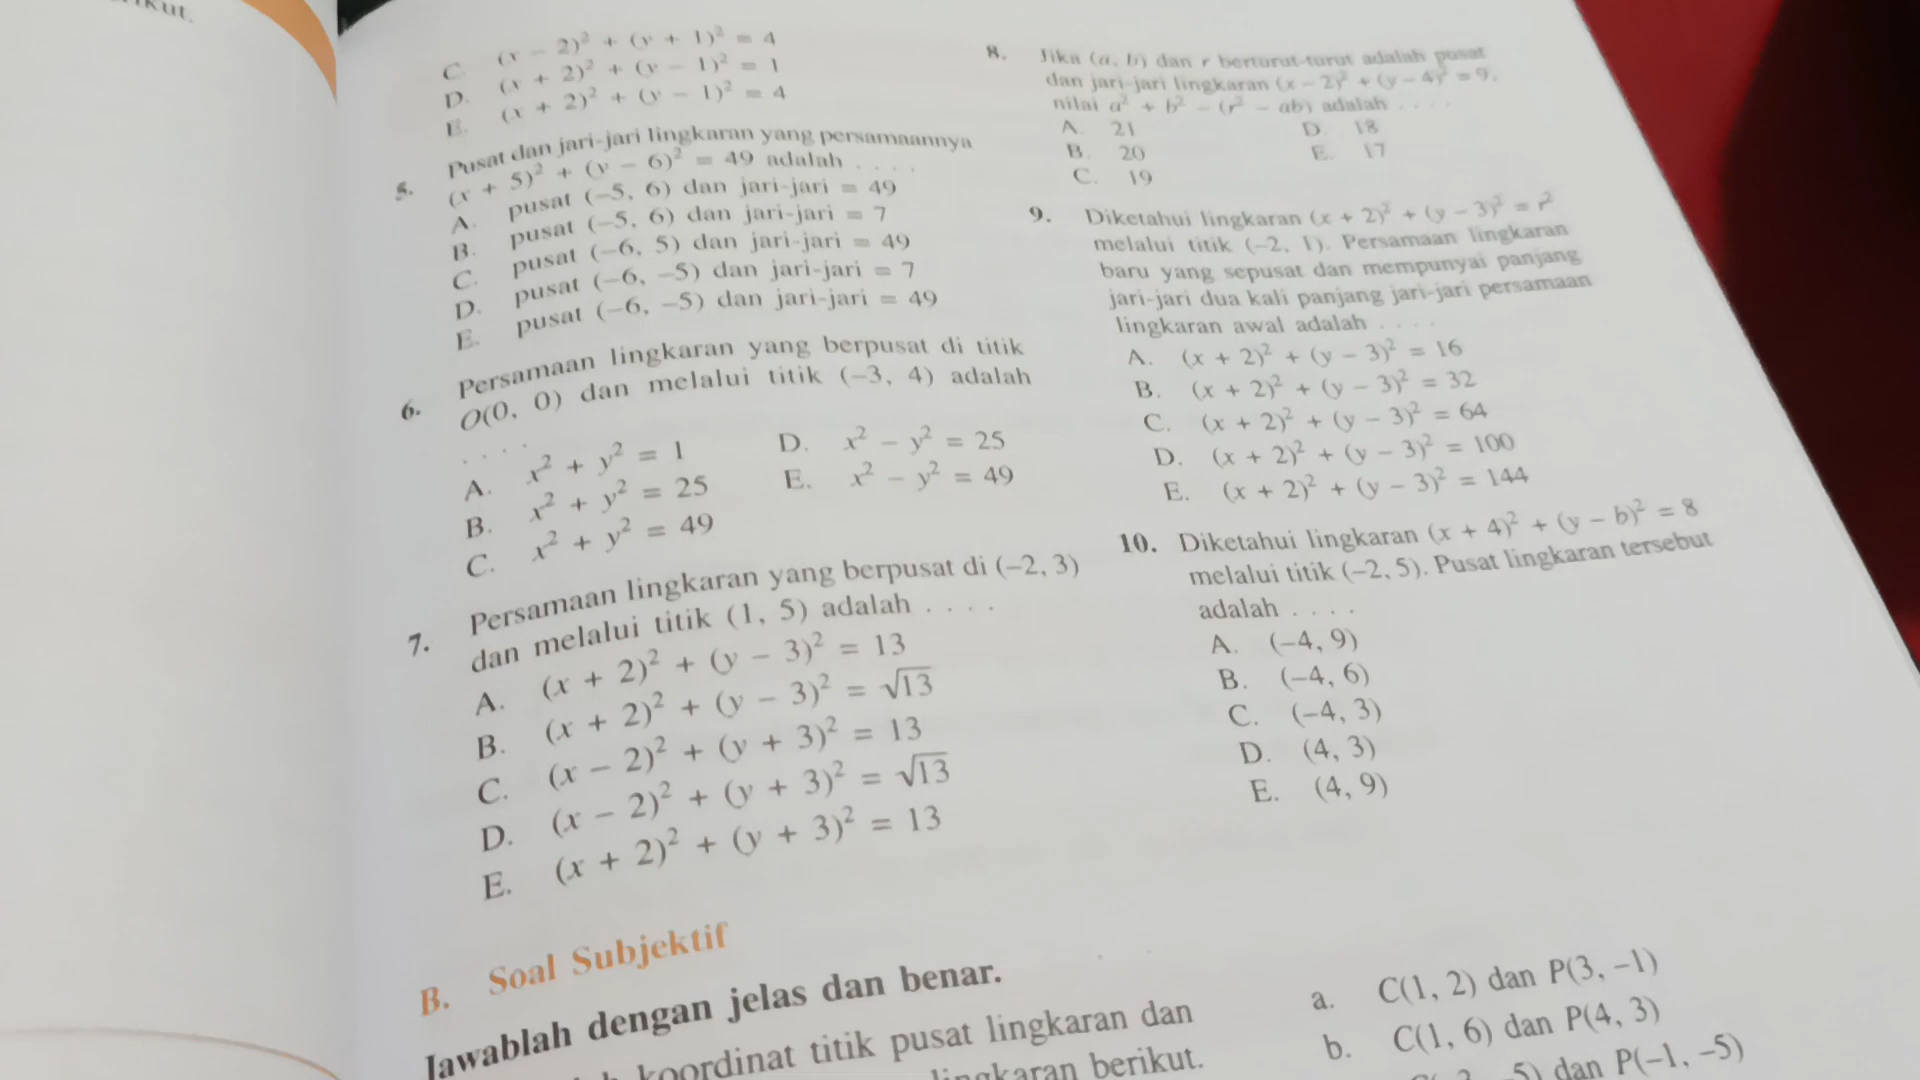 C. (x − 2)² + (y + 1)² = 4
D. (x + 2)² + (y − 1)² = 1
E. (x + 2)² + (y − 1)² = 4
5. Pusat dan jari-jari lingkaran yang persamaannya
(x + 5)² + (y − 6)² = 49 adalah . . . .
A. pusat (−5, 6) dan jari-jari = 49
B. pusat (−5, 6) dan jari-jari = 7
C. pusat (−6, 5) dan jari-jari = 49
D. pusat (−6, −5) dan jari-jari = 7
E. pusat (−6, −5) dan jari-jari = 49
6. Persamaan lingkaran yang berpusat di titik
O(0, 0) dan melalui titik (−3, 4) adalah
. . . .
A. x² + y² = 1
B. x² + y² = 25
C. x² + y² = 49
D. x² − y² = 25
E. x² − y² = 49
7. Persamaan lingkaran yang berpusat di (−2, 3)
dan melalui titik (1, 5) adalah . . . .
A. (x + 2)² + (y − 3)² = 13
B. (x + 2)² + (y − 3)² = √13
C. (x − 2)² + (y + 3)² = 13
D. (x − 2)² + (y + 3)² = √13
E. (x + 2)² + (y + 3)² = 13
8. Jika (a, b) dan r berturut-turut adalah pusat
dan jari-jari lingkaran (x − 2)² + (y − 4)² = 9,
nilai a² + b² − (r² − ab) adalah . . . .
A. 21
B. 20
C. 19
D. 18
E. 17
9. Diketahui lingkaran (x + 2)² + (y − 3)² = r²
melalui titik (−2, 1). Persamaan lingkaran
baru yang sepusat dan mempunyai panjang
jari-jari dua kali panjang jari-jari persamaan
lingkaran awal adalah . . . .
A. (x + 2)² + (y − 3)² = 16
B. (x + 2)² + (y − 3)² = 32
C. (x + 2)² + (y − 3)² = 64
D. (x + 2)² + (y − 3)² = 100
E. (x + 2)² + (y − 3)² = 144
10. Diketahui lingkaran (x + 4)² + (y − b)² = 8
melalui titik (−2, 5). Pusat lingkaran tersebut
adalah . . . .
A. (−4, 9)
B. (−4, 6)
C. (−4, 3)
D. (4, 3)
E. (4, 9)
B. Soal Subjektif
Jawablah dengan jelas dan benar.
koordinat titik pusat lingkaran dan
berikut.
a. C(1, 2) dan P(3, −1)
b. C(1, 6) dan P(4, 3)
dan P(−1, −5)